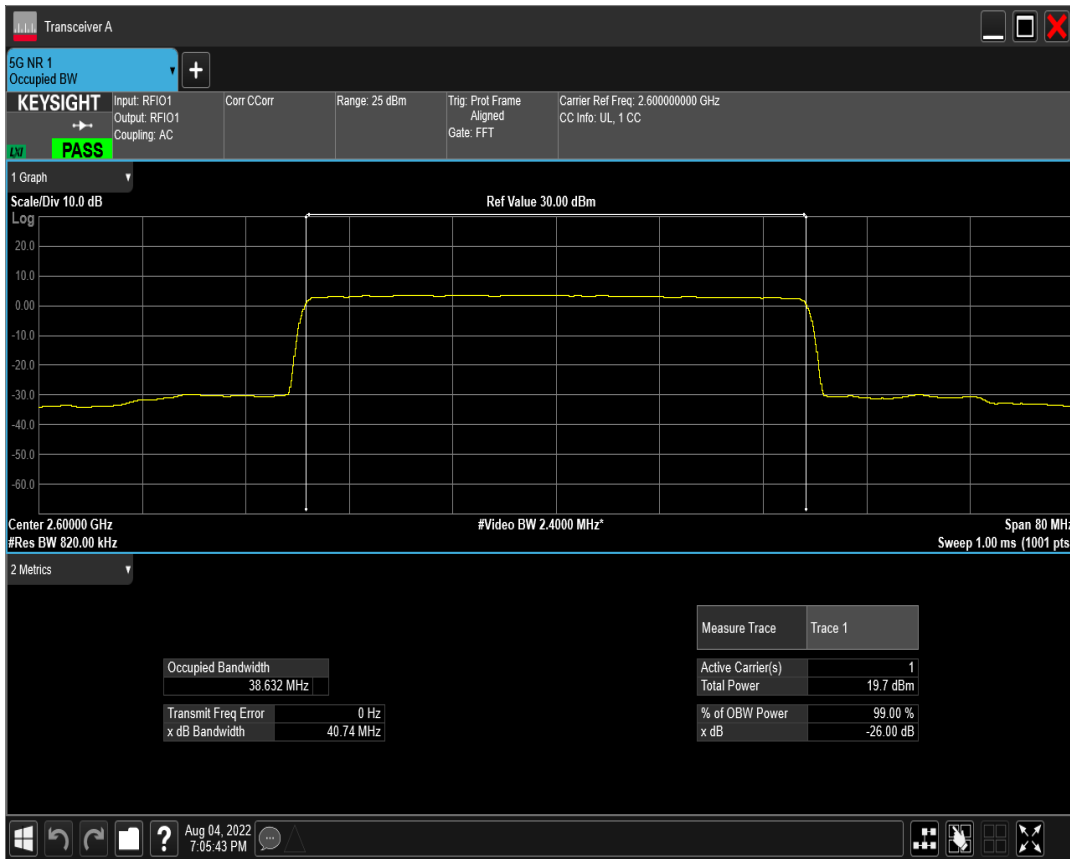 Transceiver A
5G NR 1
Occupied BW
+
KEYSIGHT
LXI
PASS
Input: RFIO1
Output: RFIO1
Coupling: AC
Corr CCorr
Range: 25 dBm
Trig: Prot Frame
Aligned
Gate: FFT
Carrier Ref Freq: 2.600000000 GHz
CC Info: UL, 1 CC
1 Graph
Scale/Div 10.0 dB
Ref Value 30.00 dBm
Log
20.0
10.0
0.00
-10.0
-20.0
-30.0
-40.0
-50.0
-60.0
Center 2.60000 GHz
#Video BW 2.4000 MHz*
Span 80 MHz
#Res BW 820.00 kHz
Sweep 1.00 ms (1001 pts
2 Metrics
Measure Trace Trace 1
Occupied Bandwidth
38.632 MHz
Transmit Freq Error 0 Hz
x dB Bandwidth 40.74 MHz
Active Carrier(s) 1
Total Power 19.7 dBm
% of OBW Power 99.00 %
x dB -26.00 dB
?
Aug 04, 2022
7:05:43 PM